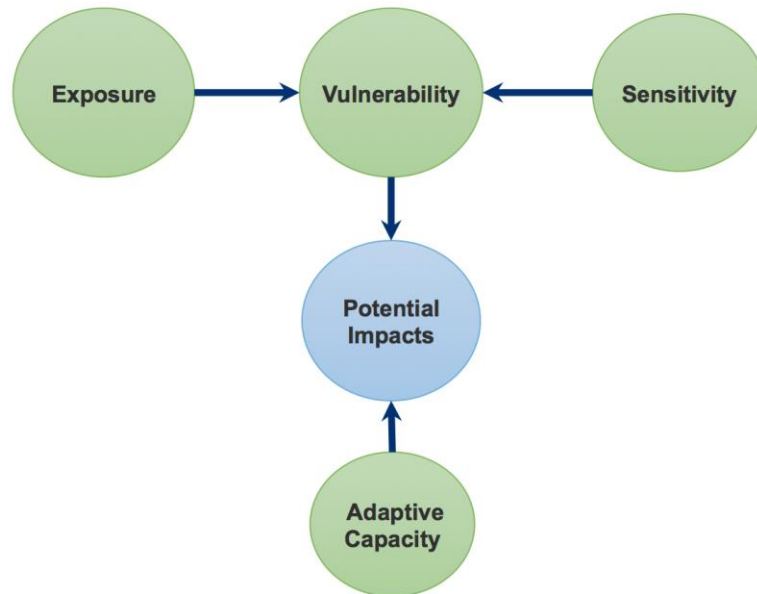 Exposure
Vulnerability
Sensitivity
Potential
Impacts
Adaptive
Capacity